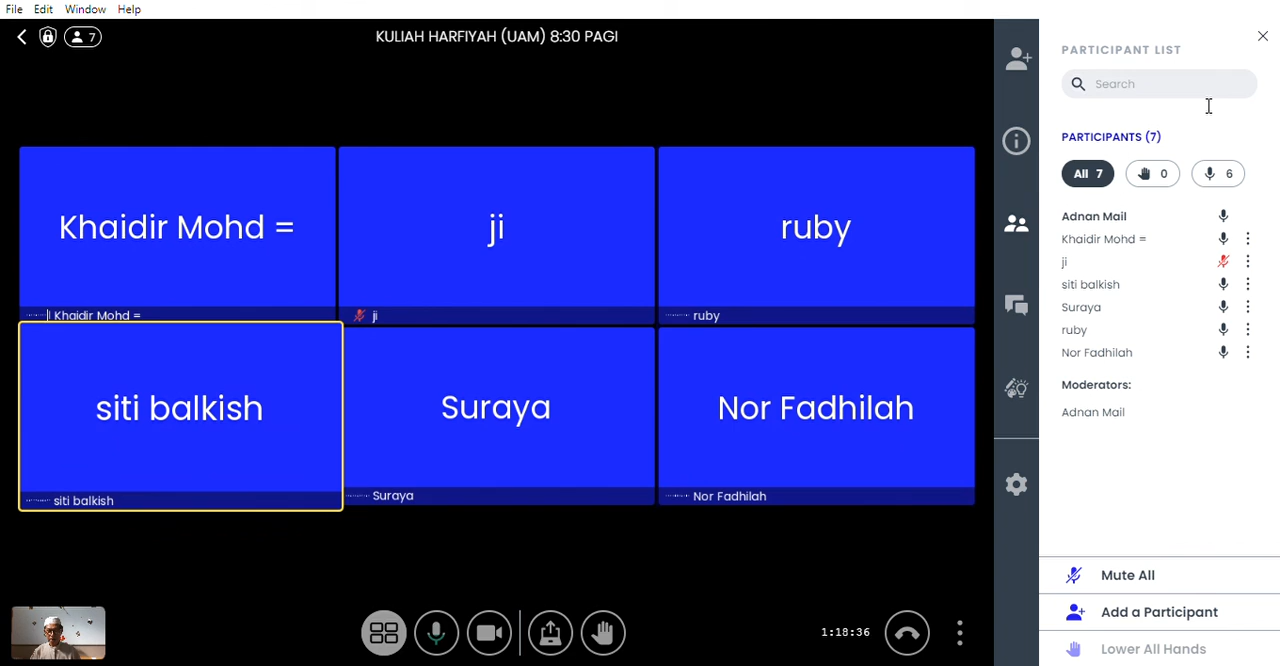 File Edit Window Help
7
KULIAH HARFIYAH (UAM) 8:30 PAGI
Khaidir Mohd =
ji
ruby
Khaidir Mohd =
ji
ruby
siti balkish
Suraya
Nor Fadhilah
siti balkish
Suraya
Nor Fadhilah
1:18:36
PARTICIPANT LIST
Search
PARTICIPANTS (7)
All 7 0 6
Adnan Mail
Khaidir Mohd =
ji
siti balkish
Suraya
ruby
Nor Fadhilah
Moderators:
Adnan Mail
Mute All
Add a Participant
Lower All Hands